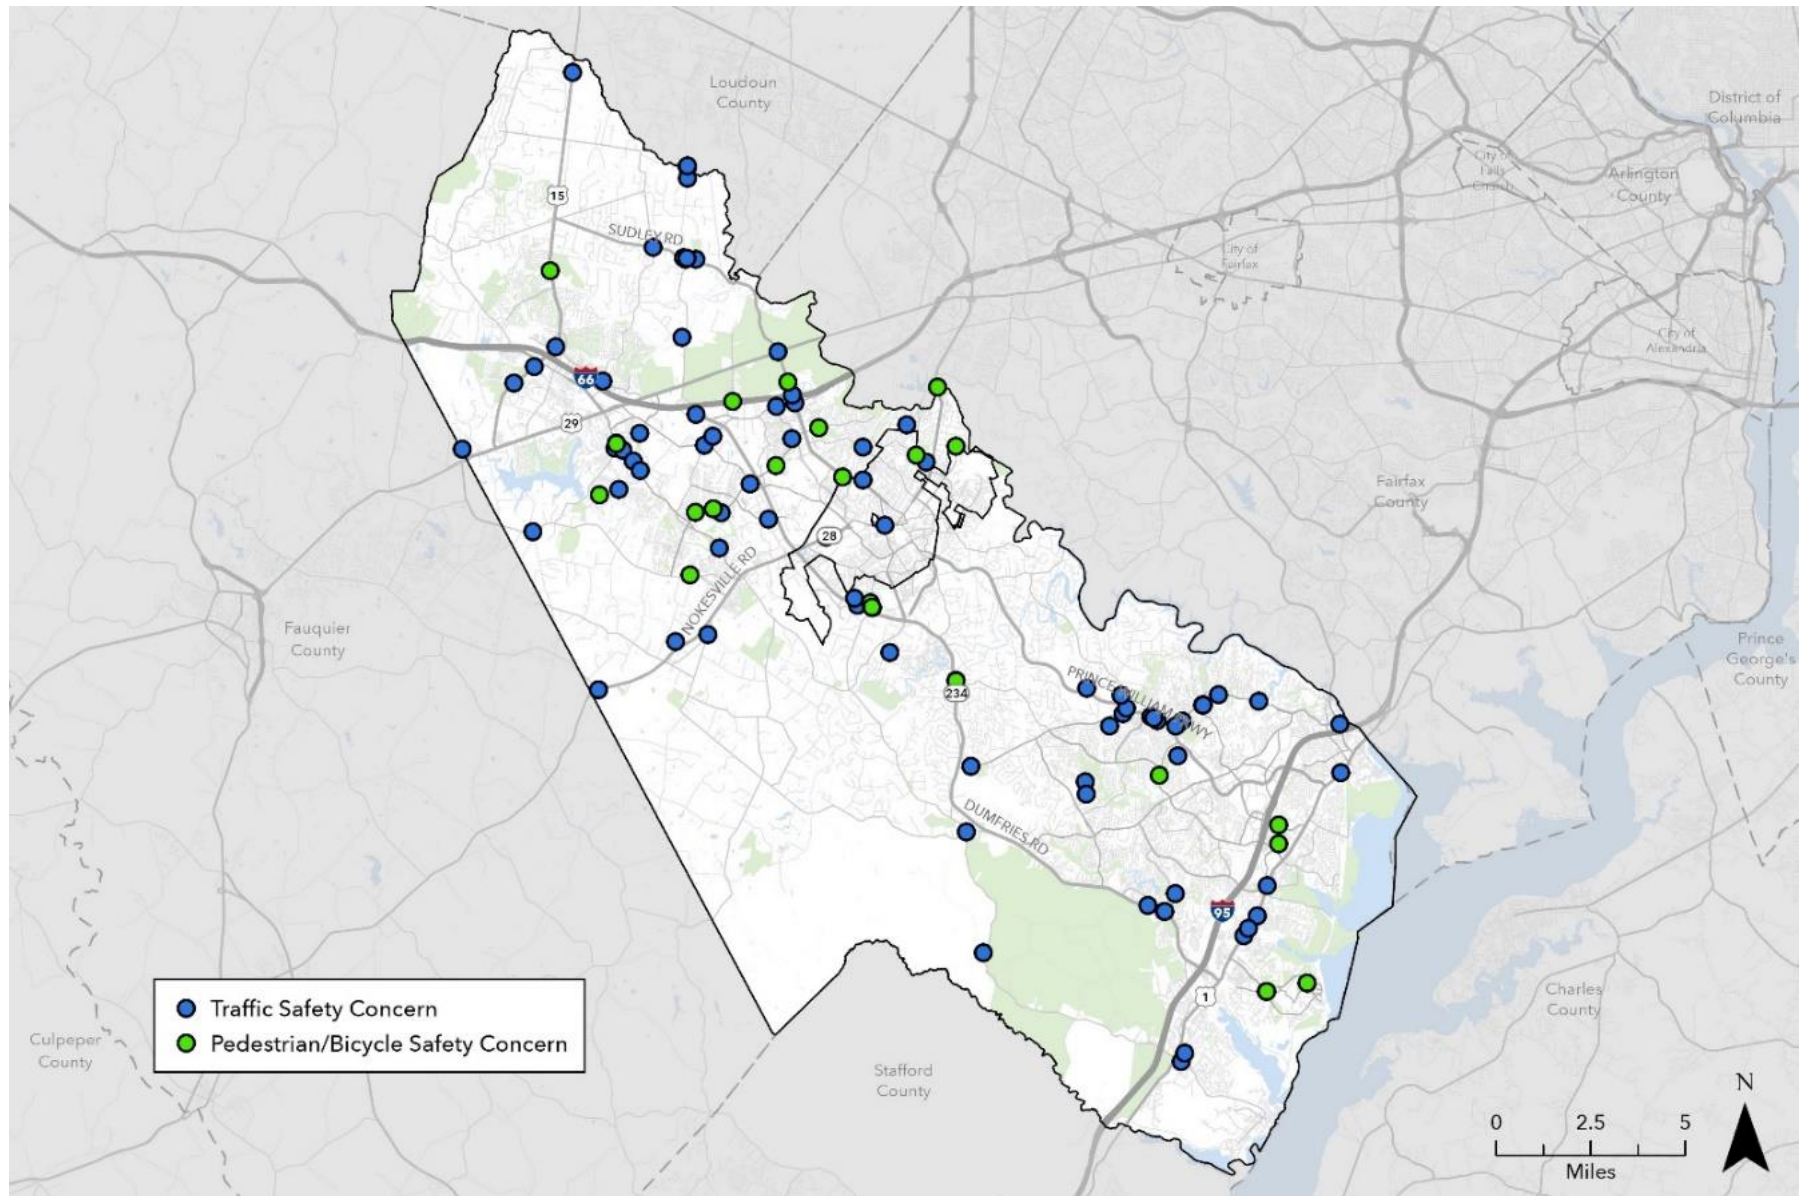 Loudoun
County
District of
Columbia
City of
Falls
Church
Arlington
County
15
SUDLEY RD
City of
Fairfax
City of
Alexandria
66
29
Fairfax
County
28
NOKESVILLE RD
Fauquier
County
Prince
George's
County
PRINCE WILLIAM PKWY
234
DUMFRIES RD
95
1
Charles
County
Traffic Safety Concern
Pedestrian/Bicycle Safety Concern
Culpeper
County
Stafford
County
N
0 2.5 5
Miles